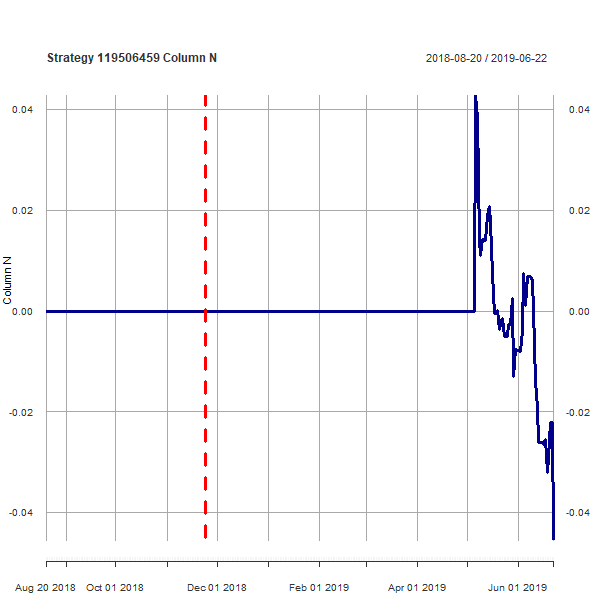 Strategy 119506459 Column N
2018-08-20 / 2019-06-22
0.04
0.04
0.02
0.02
Column N
0.00
0.00
-0.02
-0.02
-0.04
-0.04
Aug 20 2018
Oct 01 2018
Dec 01 2018
Feb 01 2019
Apr 01 2019
Jun 01 2019